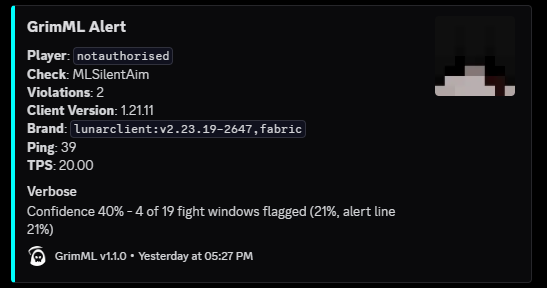 GrimML Alert
Player: notauthorised
Check: MLSilentAim
Violations: 2
Client Version: 1.21.11
Brand: lunarclient:v2.23.19-2647,fabric
Ping: 39
TPS: 20.00
Verbose
Confidence 40% - 4 of 19 fight windows flagged (21%, alert line
21%)
GrimML v1.1.0 • Yesterday at 05:27 PM